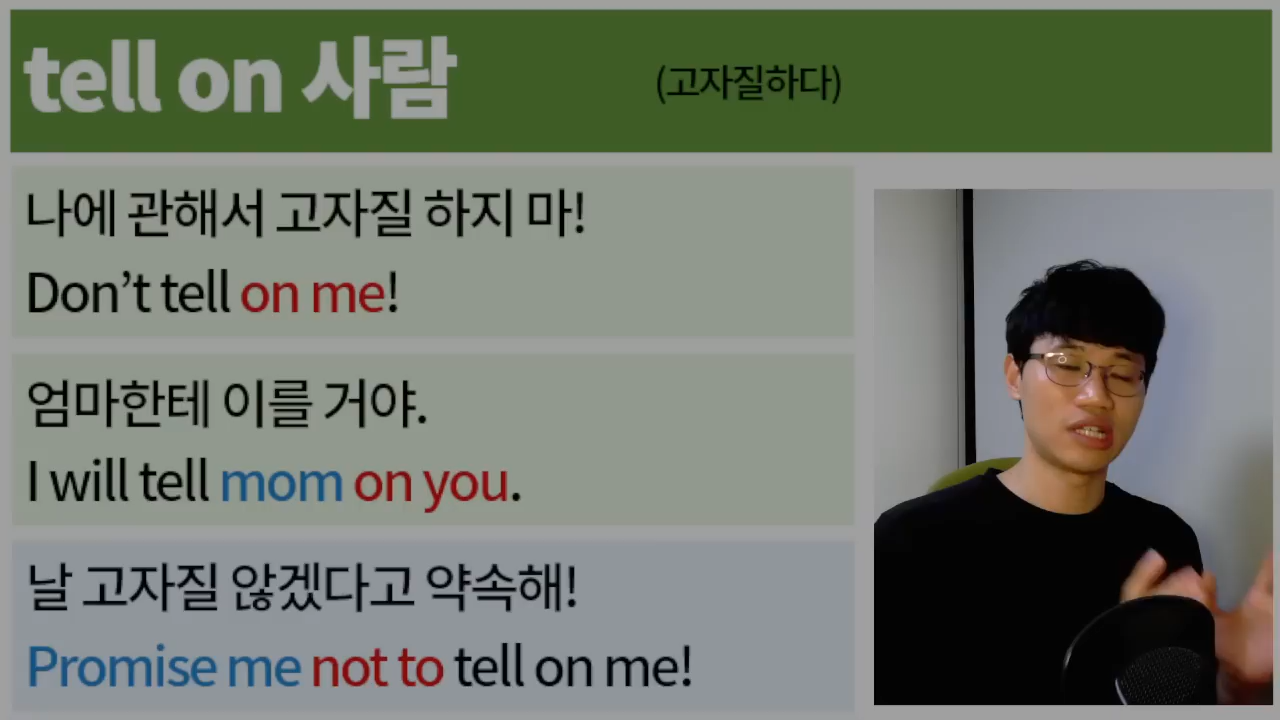 tell on 사람
(고자질하다)
나에 관해서 고자질 하지 마!
Don’t tell on me!
엄마한테 이를 거야.
I will tell mom on you.
날 고자질 않겠다고 약속해!
Promise me not to tell on me!